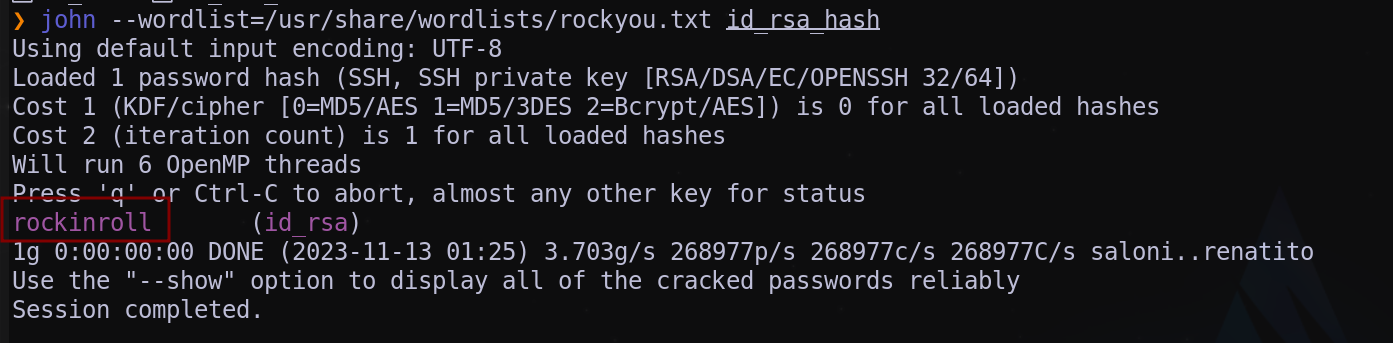 ❯ john --wordlist=/usr/share/wordlists/rockyou.txt id_rsa_hash
Using default input encoding: UTF-8
Loaded 1 password hash (SSH, SSH private key [RSA/DSA/EC/OPENSSH 32/64])
Cost 1 (KDF/cipher [0=MD5/AES 1=MD5/3DES 2=Bcrypt/AES]) is 0 for all loaded hashes
Cost 2 (iteration count) is 1 for all loaded hashes
Will run 6 OpenMP threads
Press 'q' or Ctrl-C to abort, almost any other key for status
rockinroll       (id_rsa)
1g 0:00:00:00 DONE (2023-11-13 01:25) 3.703g/s 268977p/s 268977c/s 268977C/s saloni..renatito
Use the "--show" option to display all of the cracked passwords reliably
Session completed.